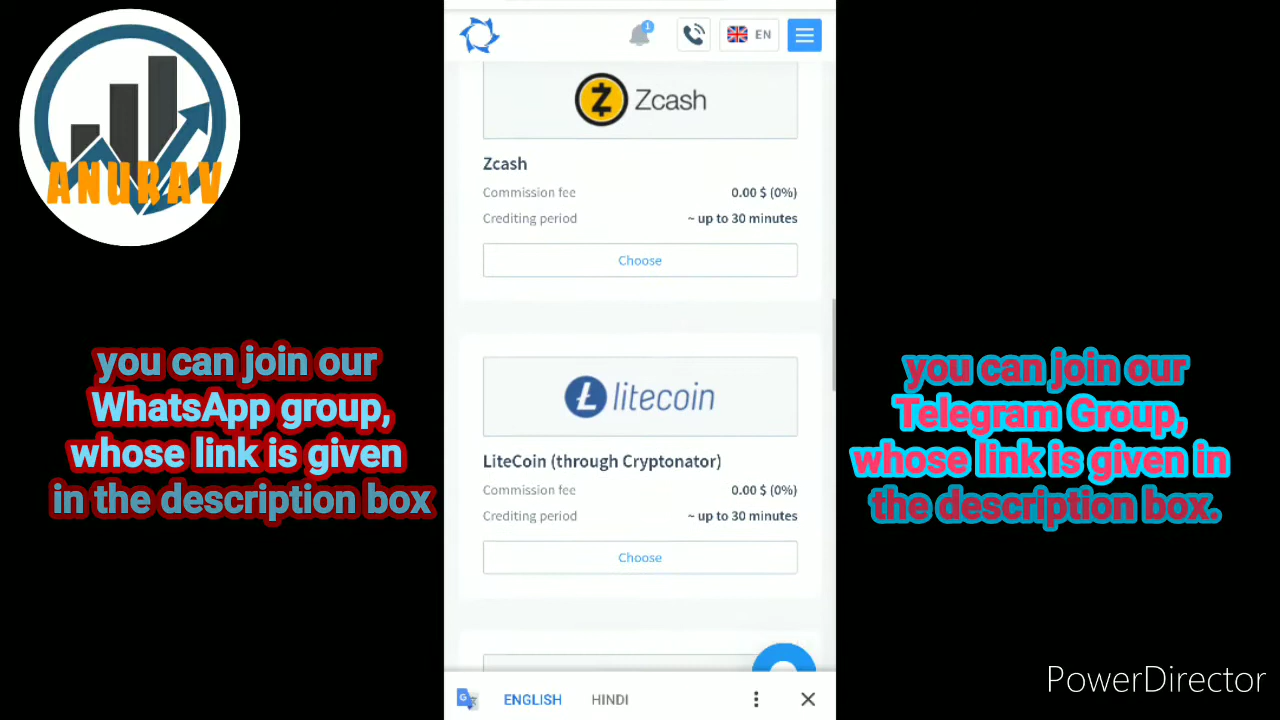 ANURAV
you can join our
WhatsApp group,
whose link is given
in the description box
1
EN
Zcash
Zcash
Commission fee 0.00 $ (0%)
Crediting period ~ up to 30 minutes
Choose
litecoin
LiteCoin (through Cryptonator)
Commission fee 0.00 $ (0%)
Crediting period ~ up to 30 minutes
Choose
ENGLISH HINDI
you can join our
Telegram Group,
whose link is given in
the description box.
PowerDirector